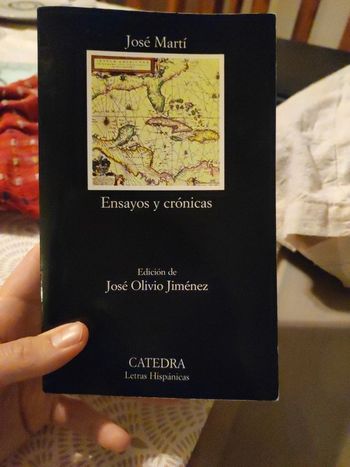 José Martí
Ensayos y crónicas
Edición de
José Olivio Jiménez
CATEDRA
Letras Hispánicas